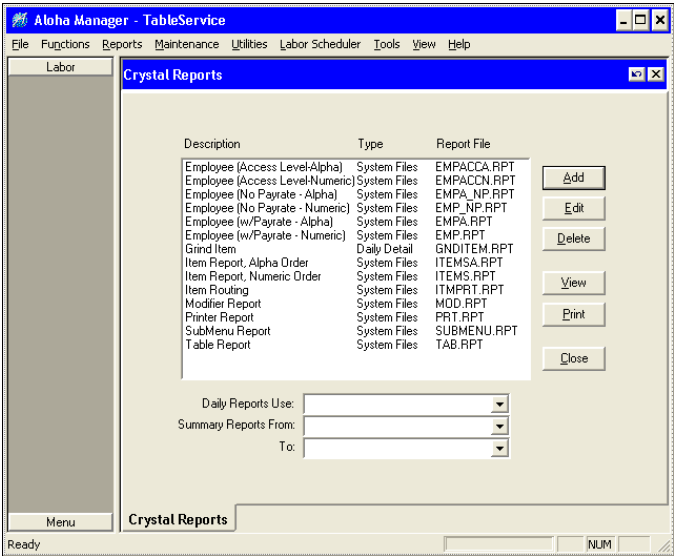 Aloha Manager - TableService
File Functions Reports Maintenance Utilities Labor Scheduler Tools View Help
Labor
Crystal Reports
Description Type Report File
Employee (Access Level-Alpha) System Files EMPACCA.RPT
Employee (Access Level-Numeric) System Files EMPACCN.RPT
Employee (No Payrate - Alpha) System Files EMPA_NP.RPT
Employee (No Payrate - Numeric) System Files EMP_NP.RPT
Employee (w/Payrate - Alpha) System Files EMPA.RPT
Employee (w/Payrate - Numeric) System Files EMP.RPT
Grind Item Daily Detail GNDITEM.RPT
Item Report, Alpha Order System Files ITEMSA.RPT
Item Report, Numeric Order System Files ITEMS.RPT
Item Routing System Files ITMPRT.RPT
Modifier Report System Files MOD.RPT
Printer Report System Files PRT.RPT
SubMenu Report System Files SUBMENU.RPT
Table Report System Files TAB.RPT
Add
Edit
Delete
View
Print
Close
Daily Reports Use:
Summary Reports From:
To:
Menu
Crystal Reports
Ready NUM